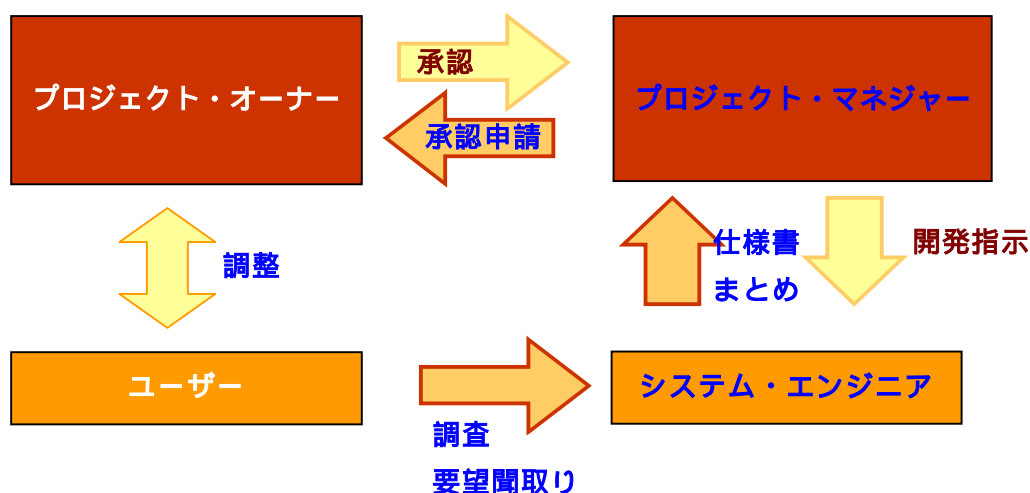 承認
プロジェクト・オーナー
プロジェクト・マネジャー
承認申請
調整
仕様書
まとめ
開発指示
ユーザー
システム・エンジニア
調査
要望聞取り